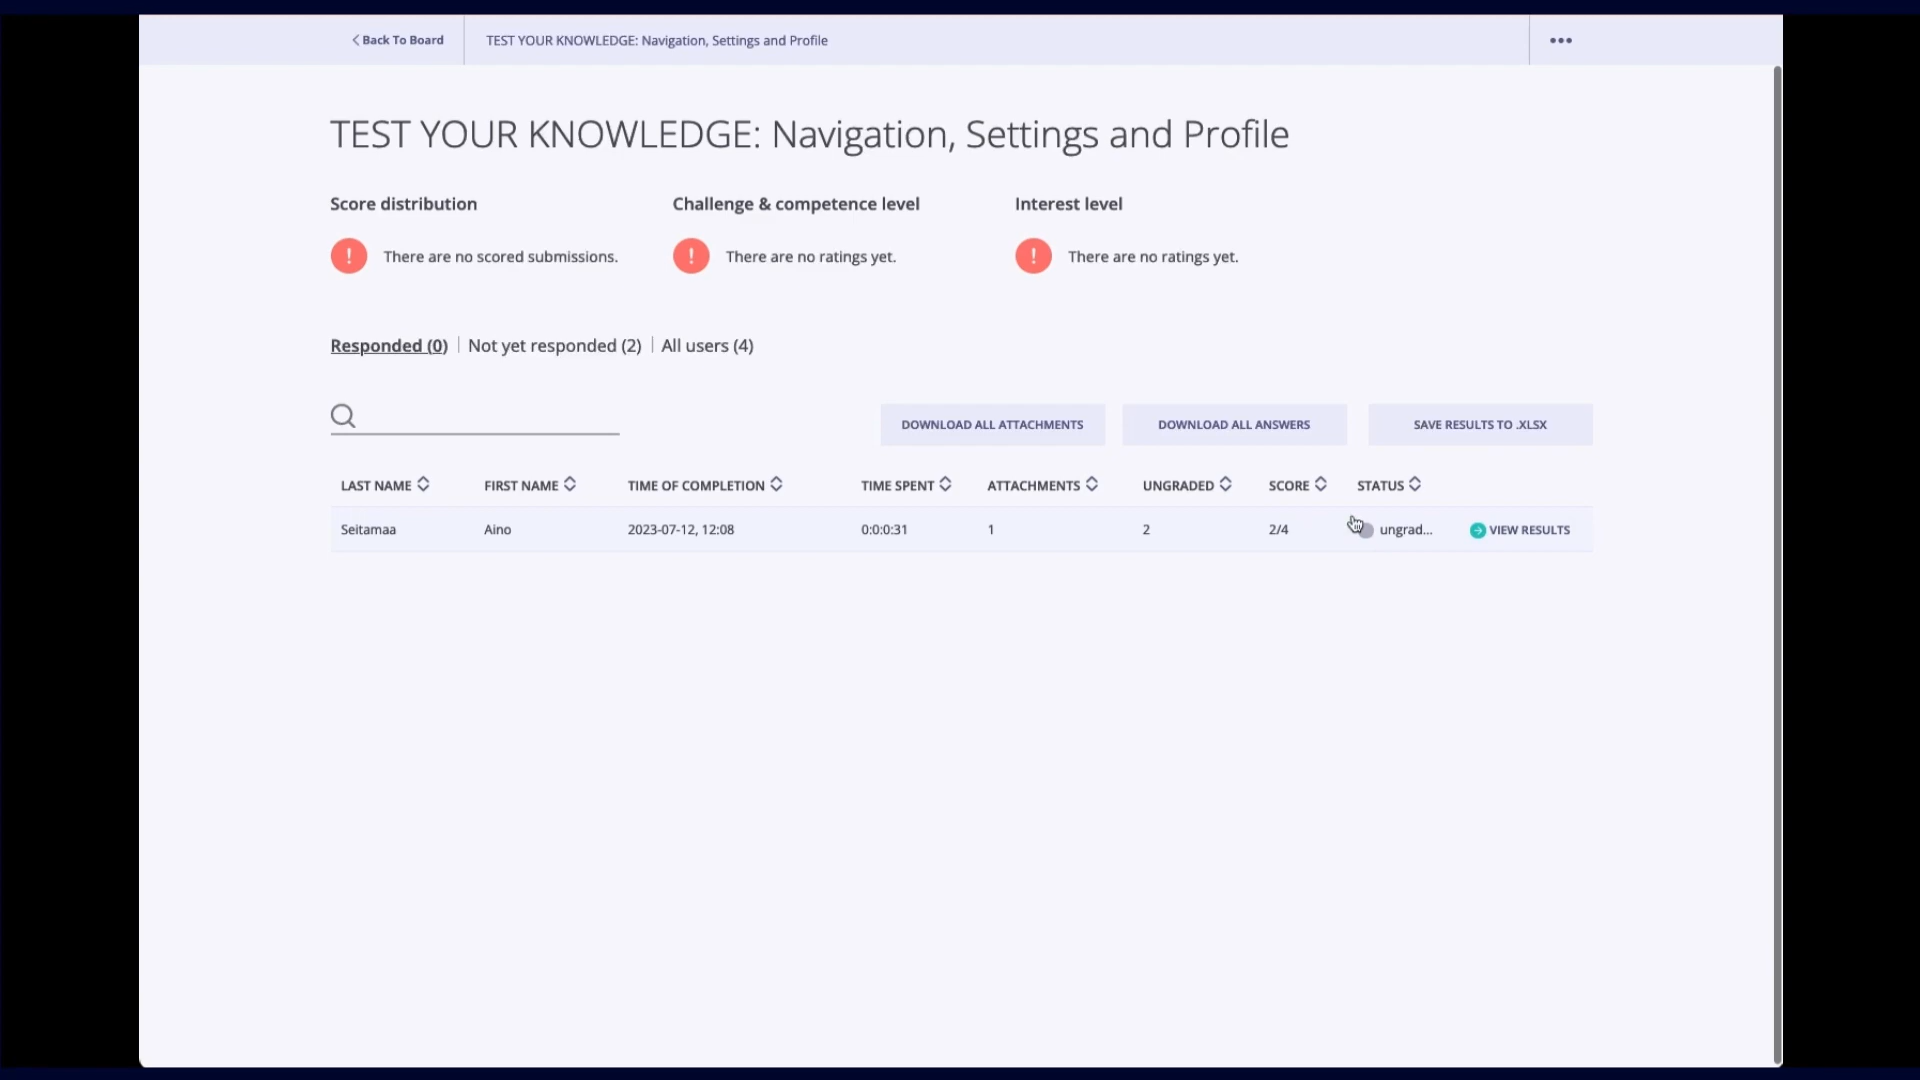 Back To Board TEST YOUR KNOWLEDGE: Navigation, Settings and Profile
TEST YOUR KNOWLEDGE: Navigation, Settings and Profile
Score distribution Challenge & competence level Interest level
! There are no scored submissions. ! There are no ratings yet. ! There are no ratings yet.
Responded (0) Not yet responded (2) All users (4)
DOWNLOAD ALL ATTACHMENTS DOWNLOAD ALL ANSWERS SAVE RESULTS TO .XLSX
LAST NAME FIRST NAME TIME OF COMPLETION TIME SPENT ATTACHMENTS UNGRADED SCORE STATUS
Seitamaa Aino 2023-07-12, 12:08 0:0:0:31 1 2 2/4 ungrad... VIEW RESULTS